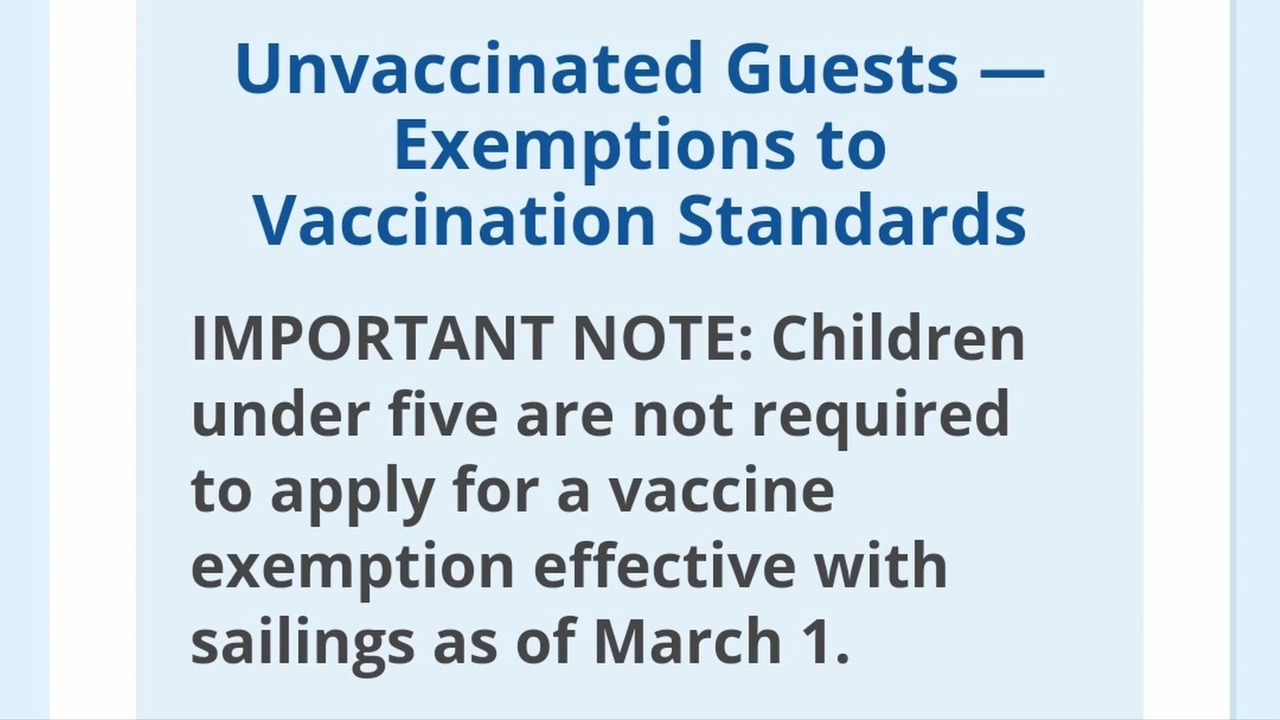 Unvaccinated Guests —
Exemptions to
Vaccination Standards
IMPORTANT NOTE: Children
under five are not required
to apply for a vaccine
exemption effective with
sailings as of March 1.